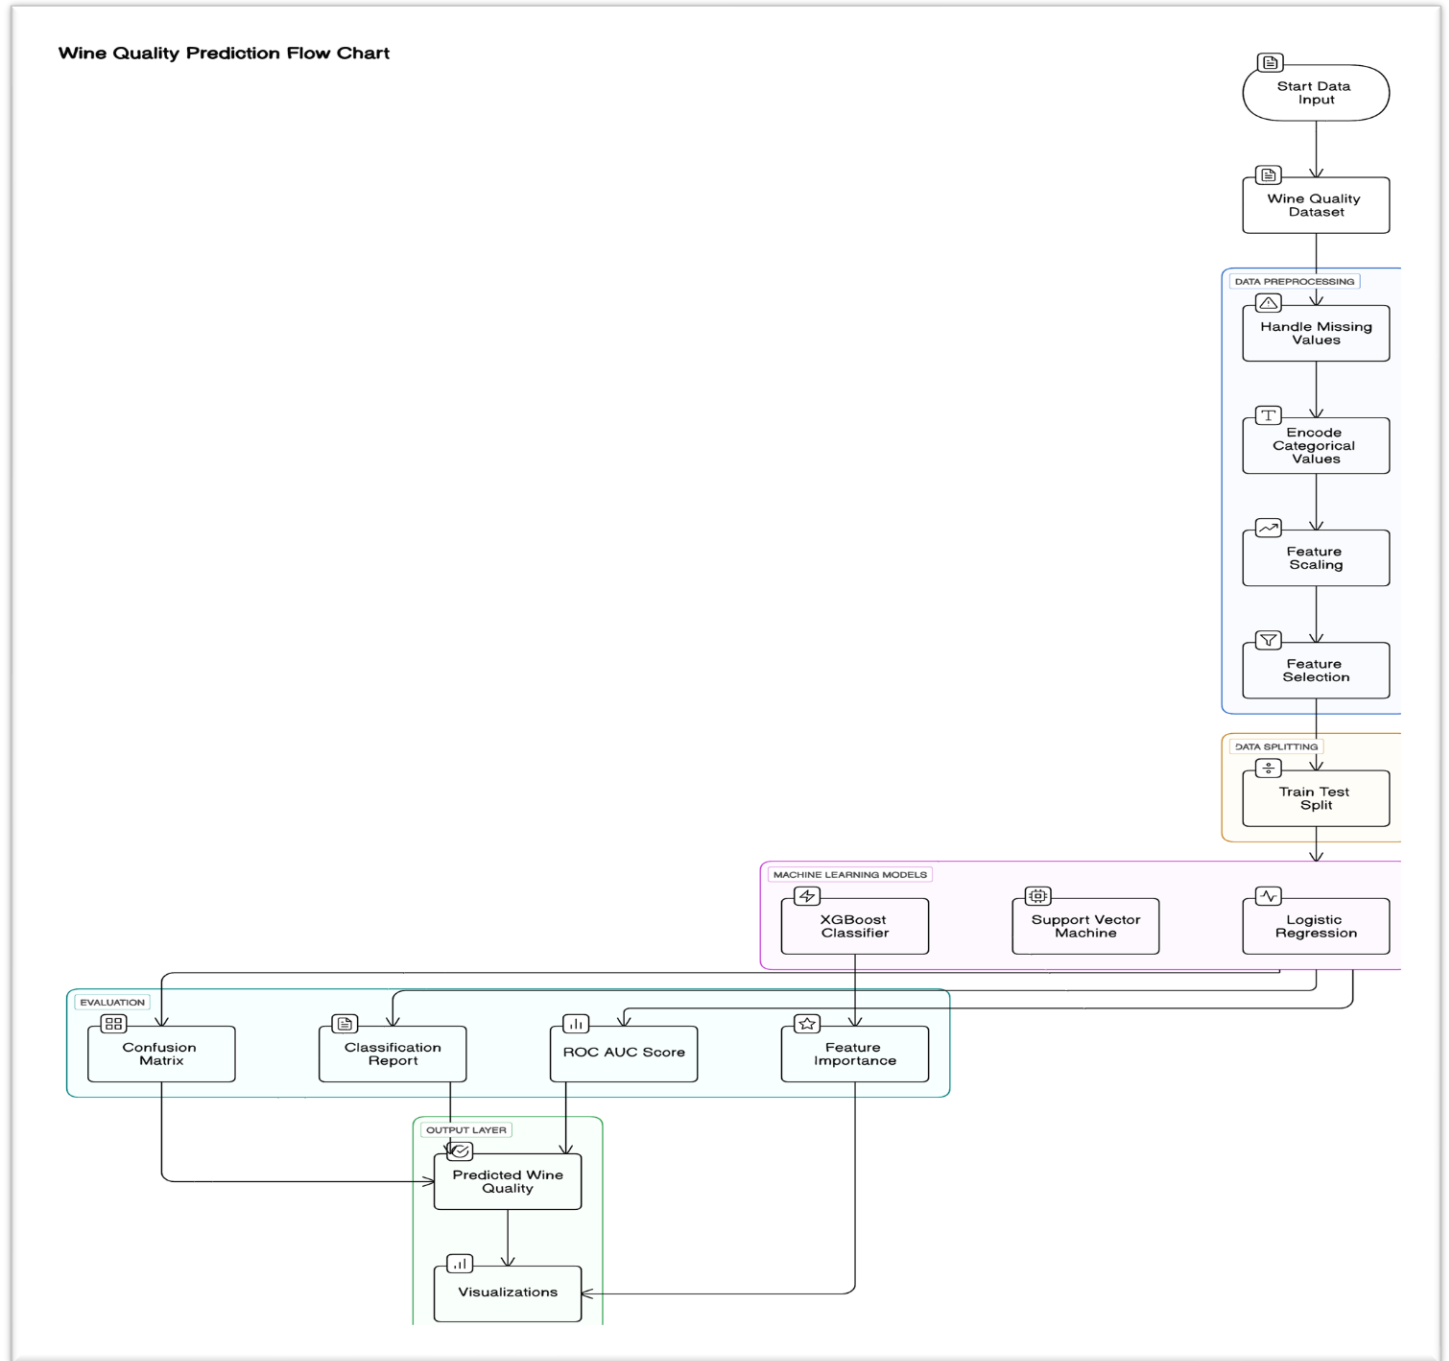 Wine Quality Prediction Flow Chart
Start Data
Input
Wine Quality
Dataset
DATA PREPROCESSING
Handle Missing
Values
Encode
Categorical
Values
Feature
Scaling
Feature
Selection
DATA SPLITTING
Train Test
Split
MACHINE LEARNING MODELS
XGBoost
Classifier
Support Vector
Machine
Logistic
Regression
EVALUATION
Confusion
Matrix
Classification
Report
ROC AUC Score
Feature
Importance
OUTPUT LAYER
Predicted Wine
Quality
Visualizations